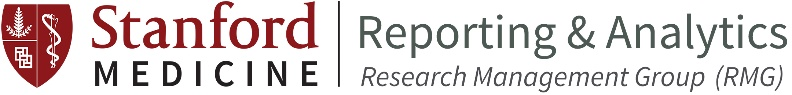 Stanford
MEDICINE
Reporting & Analytics
Research Management Group (RMG)